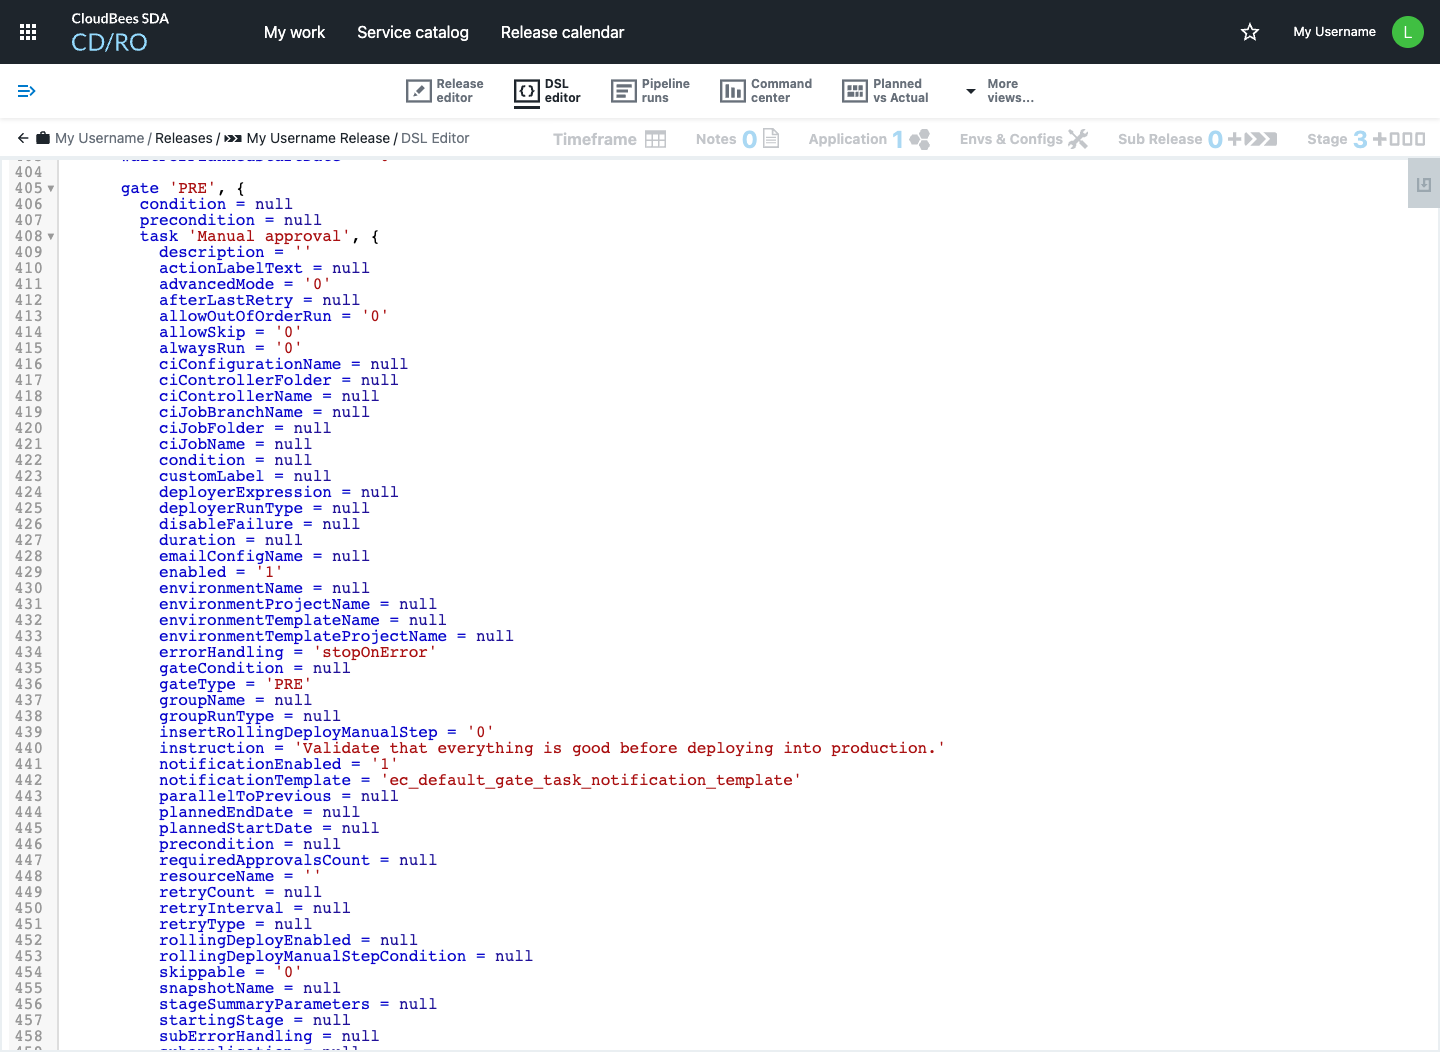 CloudBees SDA
CD/RO
My work
Service catalog
Release calendar
My Username
L
Release editor
DSL editor
Pipeline runs
Command center
Planned vs Actual
More views...
My Username / Releases / My Username Release / DSL Editor
Timeframe
Notes 0
Application 1
Envs & Configs
Sub Release 0
Stage 3
404
405 gate 'PRE', {
406 condition = null
407 precondition = null
408 task 'Manual approval', {
409 description = ''
410 actionLabelText = null
411 advancedMode = '0'
412 afterLastRetry = null
413 allowOutOfOrderRun = '0'
414 allowSkip = '0'
415 alwaysRun = '0'
416 ciConfigurationName = null
417 ciControllerFolder = null
418 ciControllerName = null
419 ciJobBranchName = null
420 ciJobFolder = null
421 ciJobName = null
422 condition = null
423 customLabel = null
424 deployerExpression = null
425 deployerRunType = null
426 disableFailure = null
427 duration = null
428 emailConfigName = null
429 enabled = '1'
430 environmentName = null
431 environmentProjectName = null
432 environmentTemplateName = null
433 environmentTemplateProjectName = null
434 errorHandling = 'stopOnError'
435 gateCondition = null
436 gateType = 'PRE'
437 groupName = null
438 groupRunType = null
439 insertRollingDeployManualStep = '0'
440 instruction = 'Validate that everything is good before deploying into production.'
441 notificationEnabled = '1'
442 notificationTemplate = 'ec_default_gate_task_notification_template'
443 parallelToPrevious = null
444 plannedEndDate = null
445 plannedStartDate = null
446 precondition = null
447 requiredApprovalsCount = null
448 resourceName = ''
449 retryCount = null
450 retryInterval = null
451 retryType = null
452 rollingDeployEnabled = null
453 rollingDeployManualStepCondition = null
454 skippable = '0'
455 snapshotName = null
456 stageSummaryParameters = null
457 startingStage = null
458 subErrorHandling = null